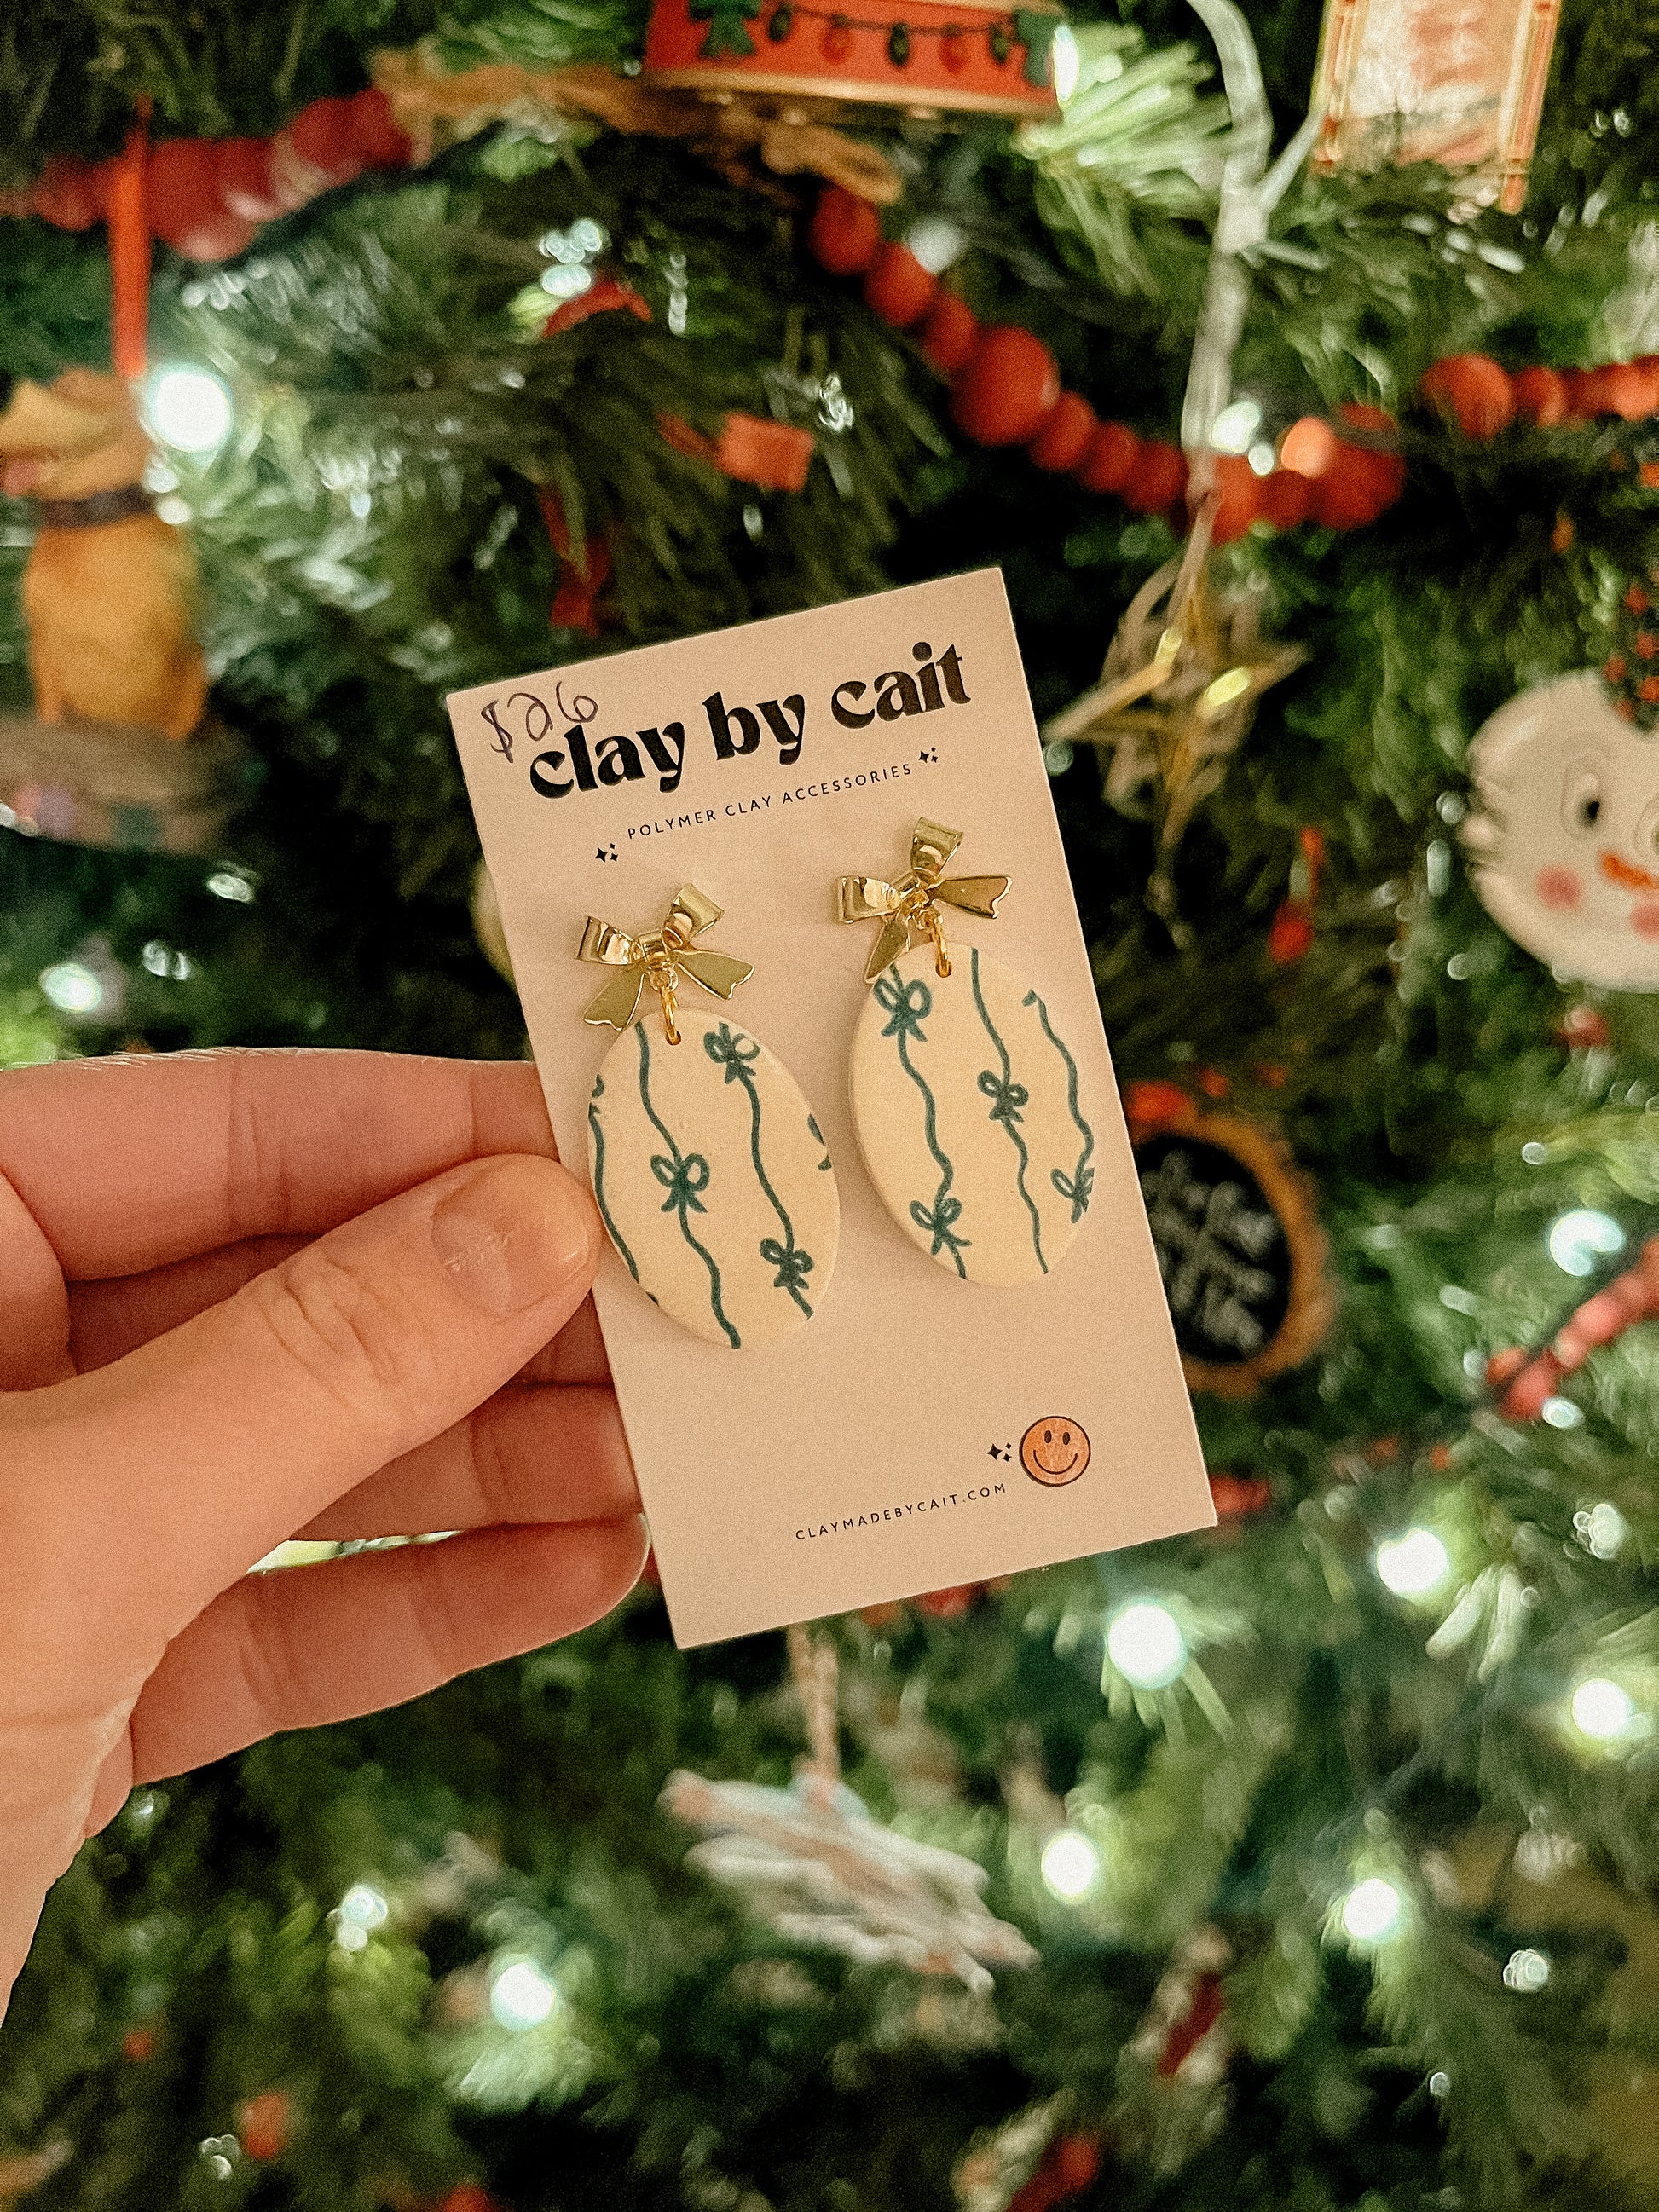 $26
clay by cait
POLYMER CLAY ACCESSORIES
CLAYMADEBYCAIT.COM